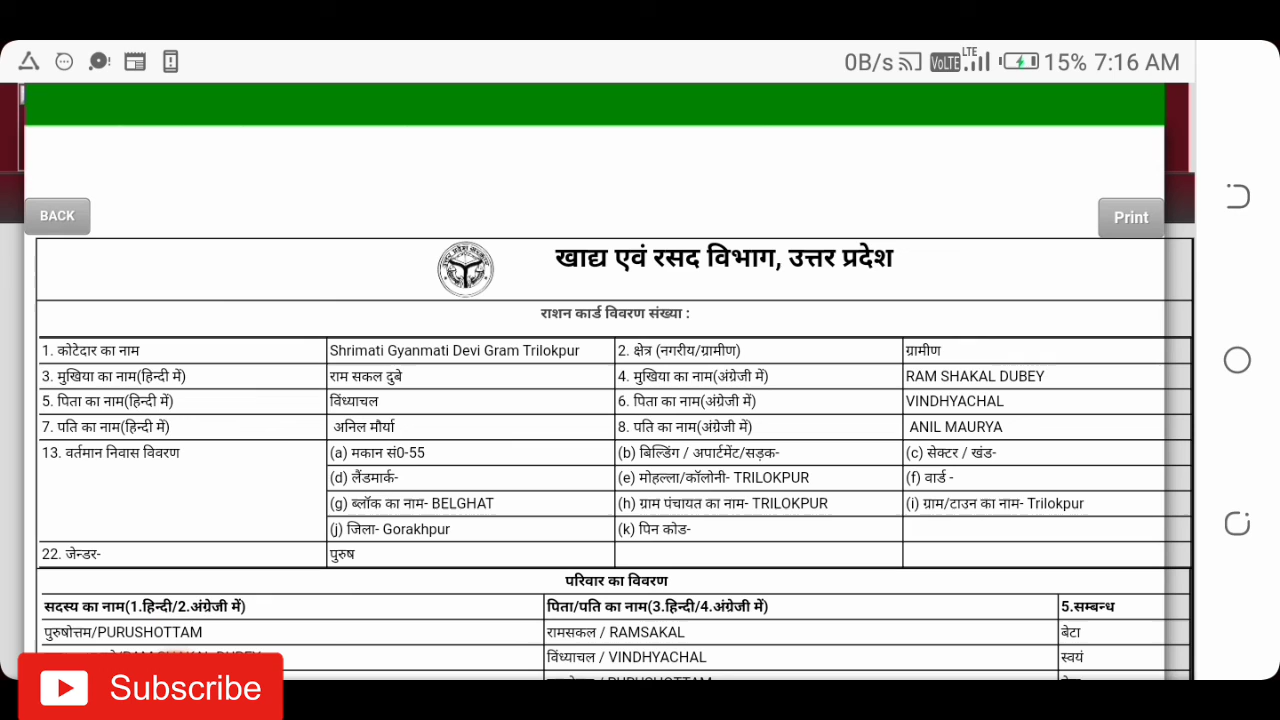 0B/s VoLTE LTE 15% 7:16 AM
BACK
Print
खाद्य एवं रसद विभाग, उत्तर प्रदेश
राशन कार्ड विवरण संख्या :
1. कोटेदार का नाम Shrimati Gyanmati Devi Gram Trilokpur 2. क्षेत्र (नगरीय/ग्रामीण) ग्रामीण
3. मुखिया का नाम(हिन्दी में) राम सकल दुबे 4. मुखिया का नाम(अंग्रेजी में) RAM SHAKAL DUBEY
5. पिता का नाम(हिन्दी में) विंध्याचल 6. पिता का नाम(अंग्रेजी में) VINDHYACHAL
7. पति का नाम(हिन्दी में) अनिल मौर्या 8. पति का नाम(अंग्रेजी में) ANIL MAURYA
13. वर्तमान निवास विवरण (a) मकान सं0-55 (b) बिल्डिंग / अपार्टमेंट/सड़क- (c) सेक्टर / खंड-
(d) लैंडमार्क- (e) मोहल्ला/कॉलोनी- TRILOKPUR (f) वार्ड -
(g) ब्लॉक का नाम- BELGHAT (h) ग्राम पंचायत का नाम- TRILOKPUR (i) ग्राम/टाउन का नाम- Trilokpur
(j) जिला- Gorakhpur (k) पिन कोड-
22. जेन्डर- पुरुष
परिवार का विवरण
सदस्य का नाम(1.हिन्दी/2.अंग्रेजी में) पिता/पति का नाम(3.हिन्दी/4.अंग्रेजी में) 5.सम्बन्ध
पुरुषोत्तम/PURUSHOTTAM रामसकल / RAMSAKAL बेटा
विंध्याचल / VINDHYACHAL स्वयं
Subscribe